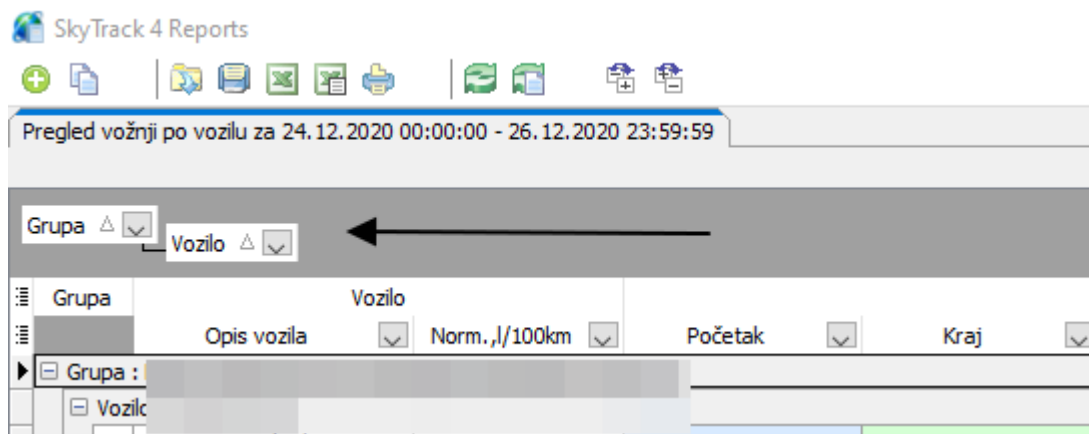 SkyTrack 4 Reports
Pregled vožnji po vozilu za 24.12.2020 00:00:00 - 26.12.2020 23:59:59
Grupa
Vozilo
Grupa Vozilo
Opis vozila Norm.,l/100km Početak Kraj
Grupa :